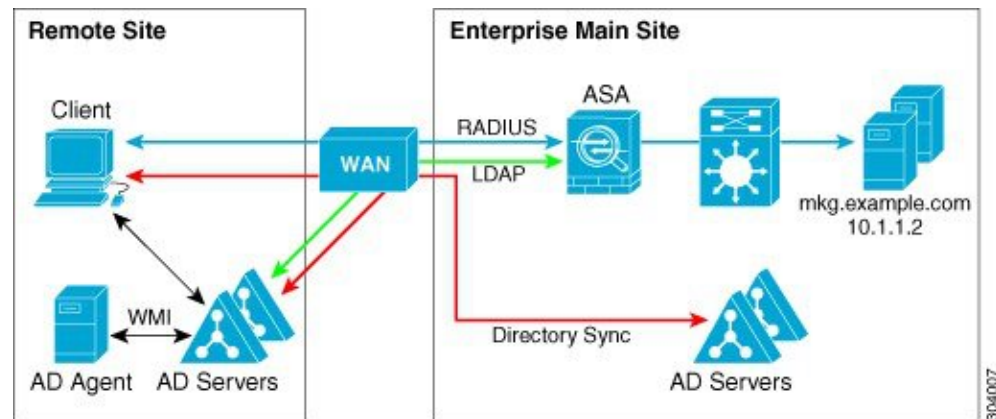 Remote Site
Enterprise Main Site
Client
ASA
RADIUS
WAN
LDAP
mkg.example.com
10.1.1.2
WMI
Directory Sync
AD Agent
AD Servers
AD Servers
304007